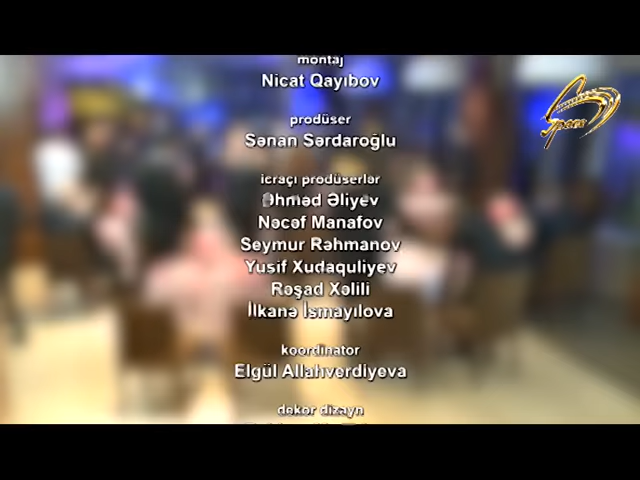 montaj
Nicat Qayıbov
prodüser
Sənan Sərdaroğlu
icraçı prodüserlər
Əhməd Əliyev
Nəcəf Manafov
Seymur Rəhmanov
Yusif Xudaquliyev
Rəşad Xəlili
İlkanə İsmayılova
koordinator
Elgül Allahverdiyeva
dekor dizayn
Space